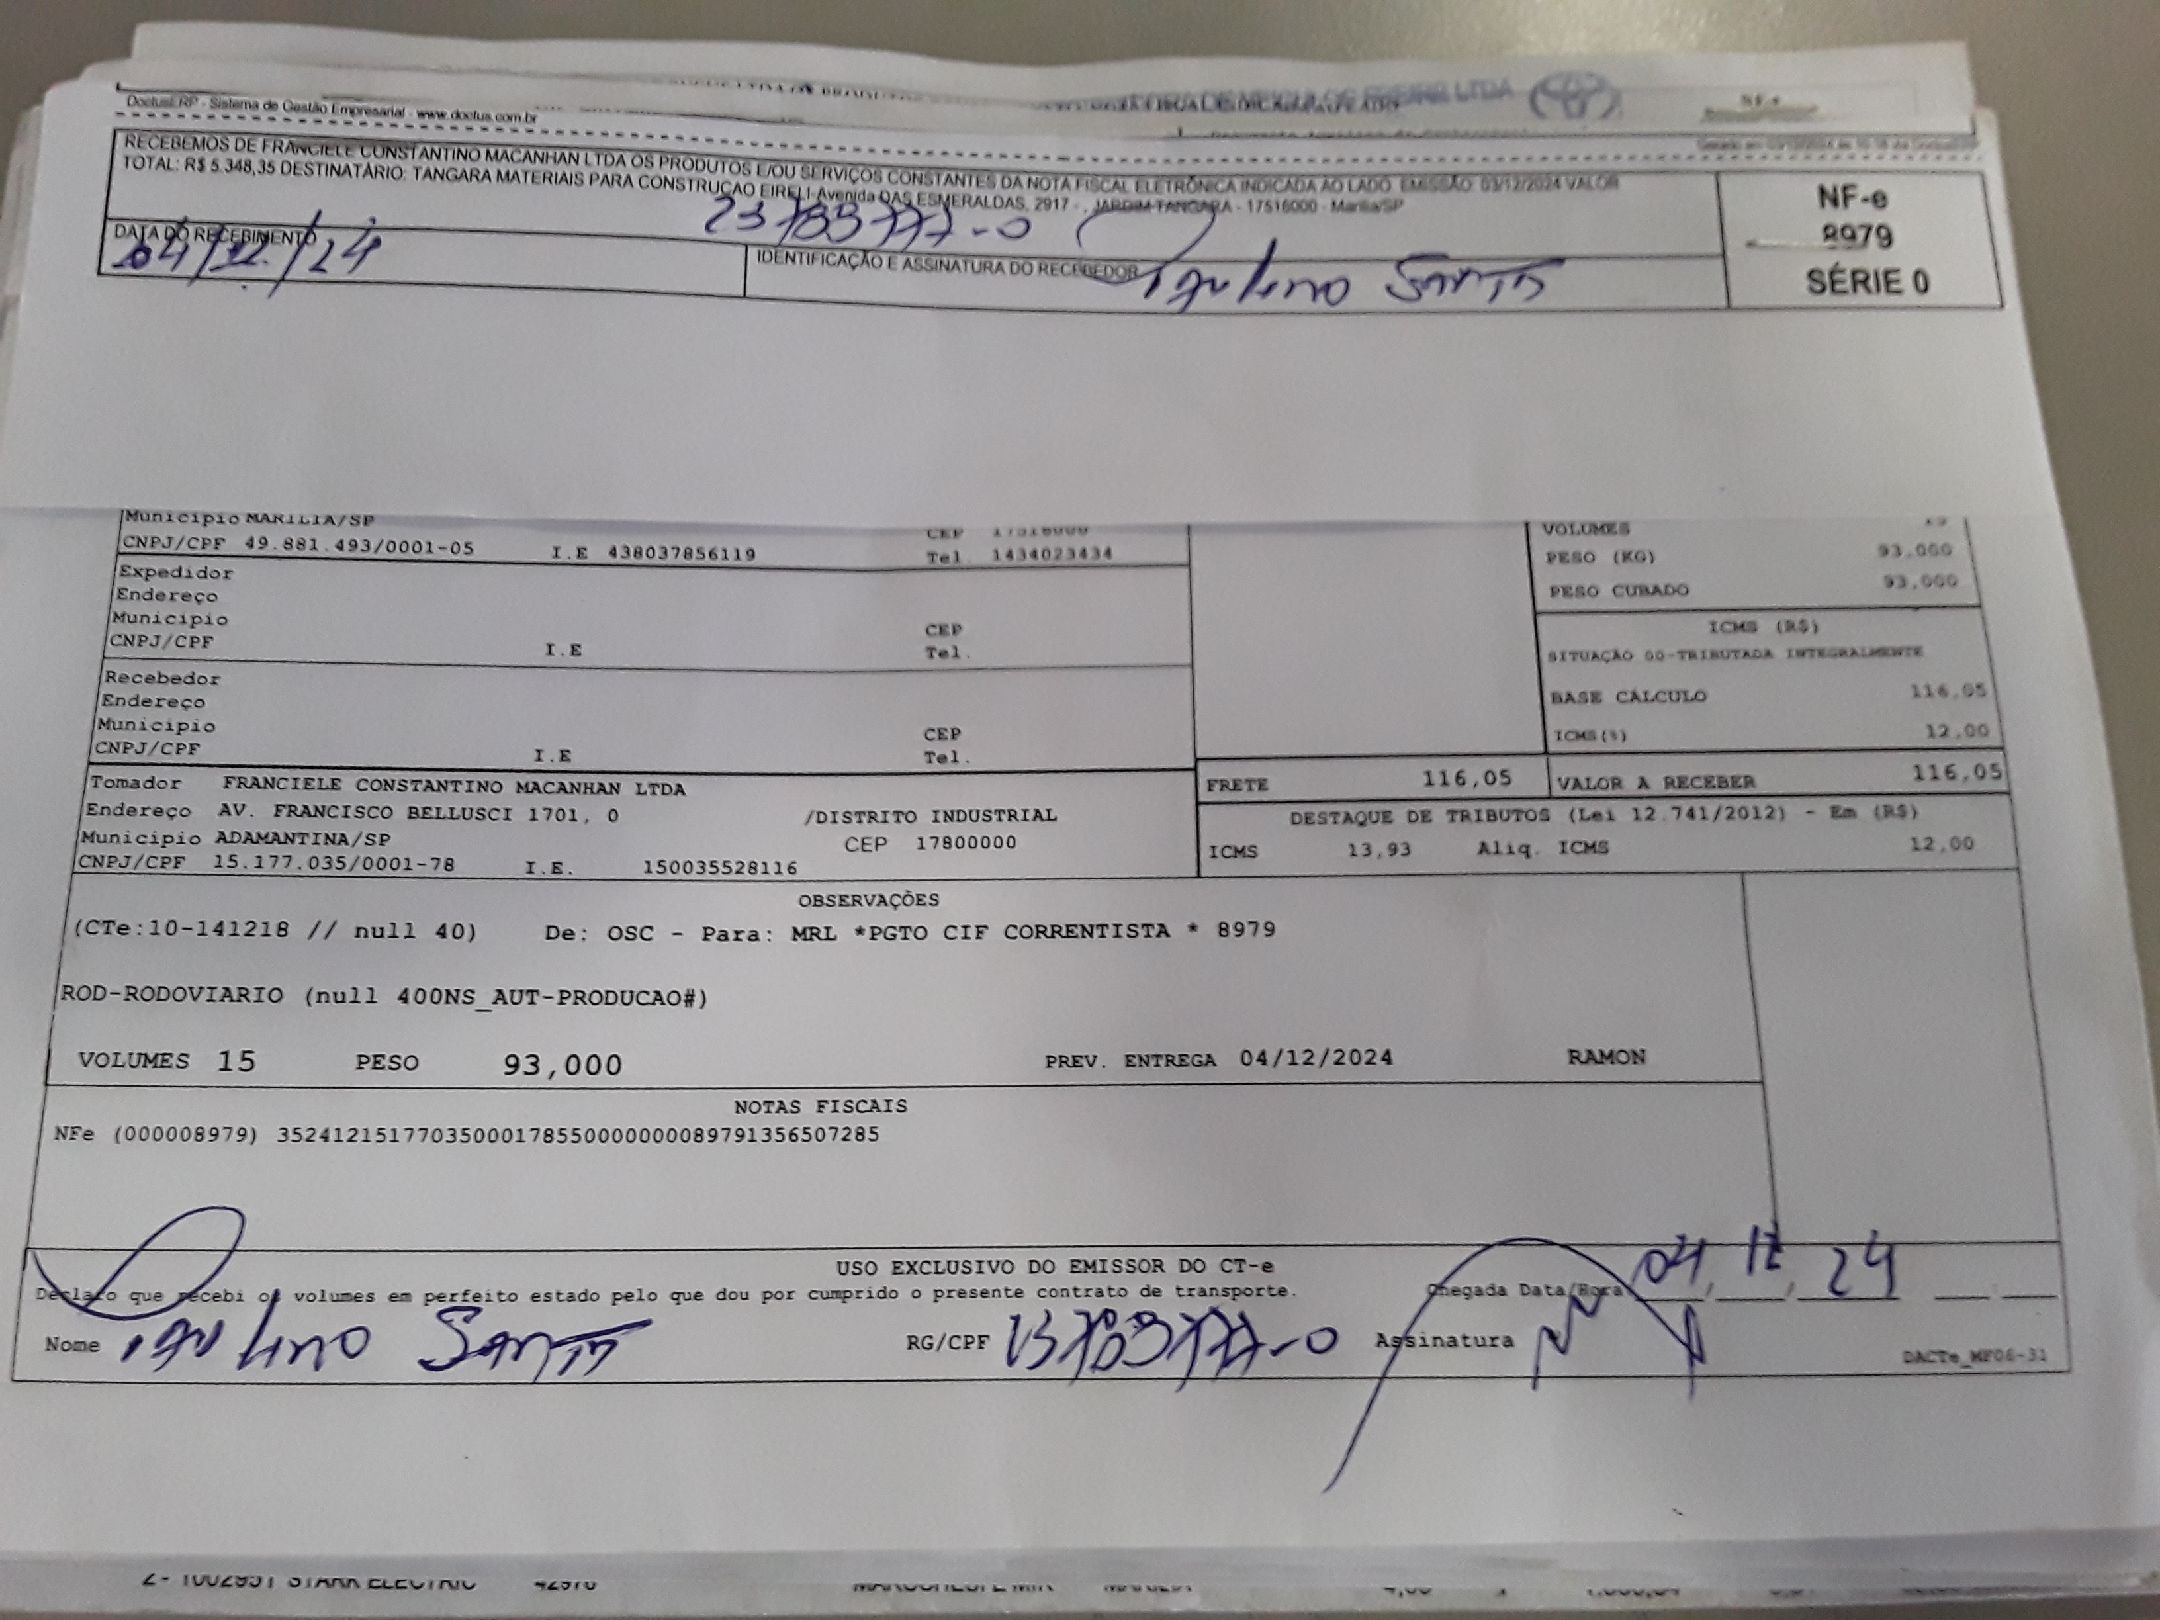 LTDA
NF-e
DoctusERP - Sistema de Gestão Empresarial - www.doctus.com.br
RECEBEMOS DE FRANCIELE CONSTANTINO MACANHAN LTDA OS PRODUTOS E/OU SERVIÇOS CONSTANTES DA NOTA FISCAL ELETRÔNICA INDICADA AO LADO. EMISSÃO: 03/12/2024 VALOR
TOTAL: R$ 5.348,35 DESTINATÁRIO: TANGARA MATERIAIS PARA CONSTRUÇAO EIRELI-Avenida DAS ESMERALDAS, 2917 - , JARDIM TANGARA - 17516000 - Marília/SP
NF-e
8979
SÉRIE 0
DATA DO RECEBIMENTO
04/12/24
IDENTIFICAÇÃO E ASSINATURA DO RECEBEDOR
Municipio MARILIA/SP CEP 17516000
CNPJ/CPF 49.881.493/0001-05 I.E 438037856119 Tel. 1434023434
VOLUMES 15
PESO (KG) 93,000
PESO CUBADO 93,000
Expedidor
Endereço
Municipio CEP
CNPJ/CPF I.E Tel.
ICMS (R$)
SITUAÇÃO 00-TRIBUTADA INTEGRALMENTE
BASE CALCULO 116,05
ICMS(%) 12,00
Recebedor
Endereço
Municipio CEP
CNPJ/CPF I.E Tel.
FRETE 116,05 VALOR A RECEBER 116,05
Tomador FRANCIELE CONSTANTINO MACANHAN LTDA
Endereço AV. FRANCISCO BELLUSCI 1701, 0 /DISTRITO INDUSTRIAL
Municipio ADAMANTINA/SP CEP 17800000
CNPJ/CPF 15.177.035/0001-78 I.E. 150035528116
DESTAQUE DE TRIBUTOS (Lei 12.741/2012) - Em (R$)
ICMS 13,93 Aliq. ICMS 12,00
OBSERVAÇÕES
(CTe:10-141218 // null 40) De: OSC - Para: MRL *PGTO CIF CORRENTISTA * 8979
ROD-RODOVIARIO (null 400NS_AUT-PRODUCAO#)
VOLUMES 15 PESO 93,000 PREV. ENTREGA 04/12/2024 RAMON
NOTAS FISCAIS
NFe (000008979) 35241215177035000178550000000089791356507285
USO EXCLUSIVO DO EMISSOR DO CT-e
Declaro que recebi os volumes em perfeito estado pelo que dou por cumprido o presente contrato de transporte. Chegada Data/Hora 04 12 24
Nome RG/CPF Assinatura
DACTe_MF06-31